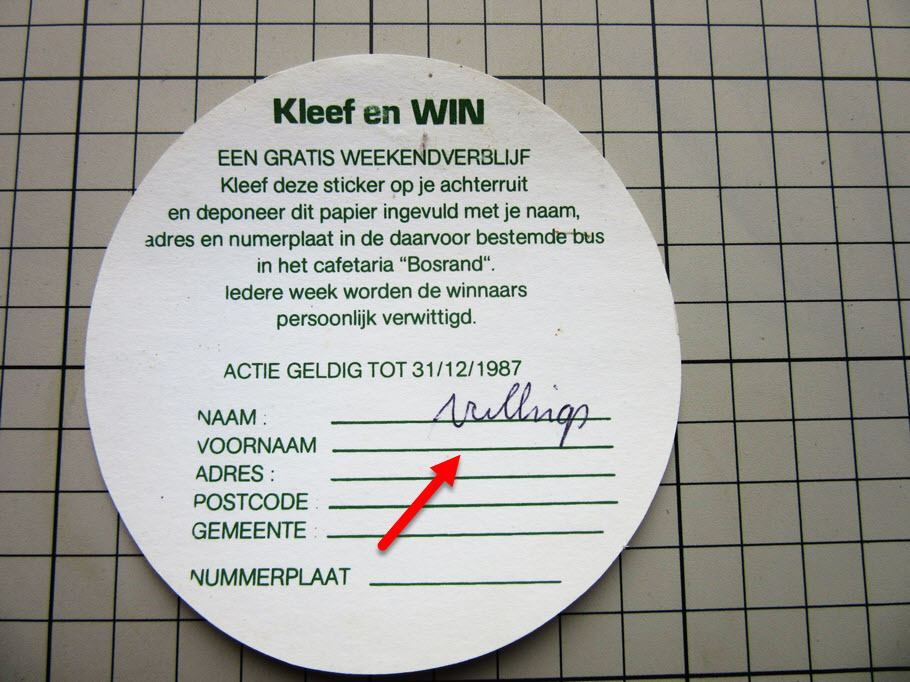 Kleef en WIN
EEN GRATIS WEEKENDVERBLIJF
Kleef deze sticker op je achterruit
en deponeer dit papier ingevuld met je naam,
adres en numerplaat in de daarvoor bestemde bus
in het cafetaria “Bosrand“.
Iedere week worden de winnaars
persoonlijk verwittigd.
ACTIE GELDIG TOT 31/12/1987
NAAM :
VOORNAAM
ADRES :
POSTCODE :
GEMEENTE :
NUMMERPLAAT